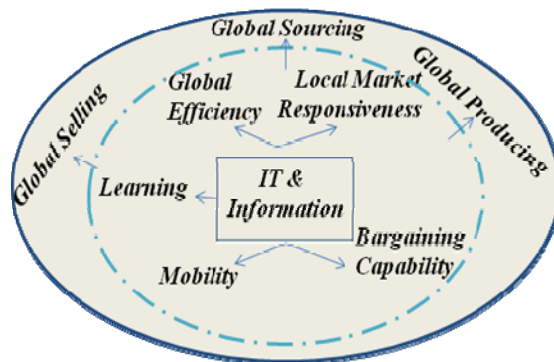 Global Sourcing
Global
Efficiency
Local Market
Responsiveness
Global Producing
Global Selling
Learning
IT &
Information
Mobility
Bargaining
Capability